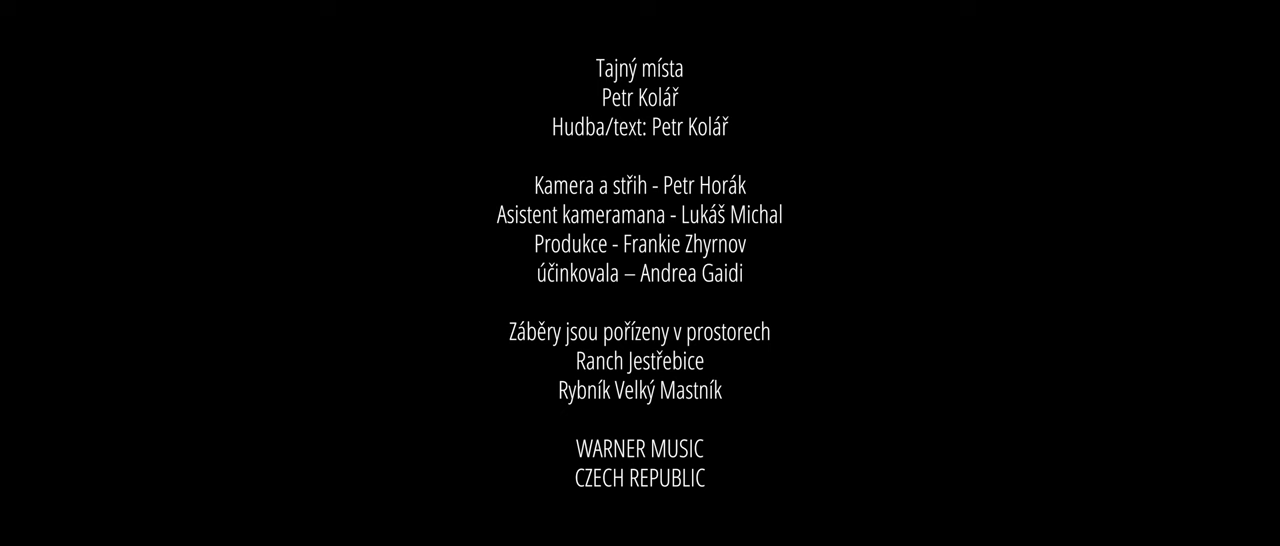 Tajný místa
Petr Kolář
Hudba/text: Petr Kolář
Kamera a střih - Petr Horák
Asistent kameramana - Lukáš Michal
Produkce - Frankie Zhyrnov
účinkovala – Andrea Gaidi
Záběry jsou pořízeny v prostorech
Ranch Jestřebice
Rybník Velký Mastník
WARNER MUSIC
CZECH REPUBLIC